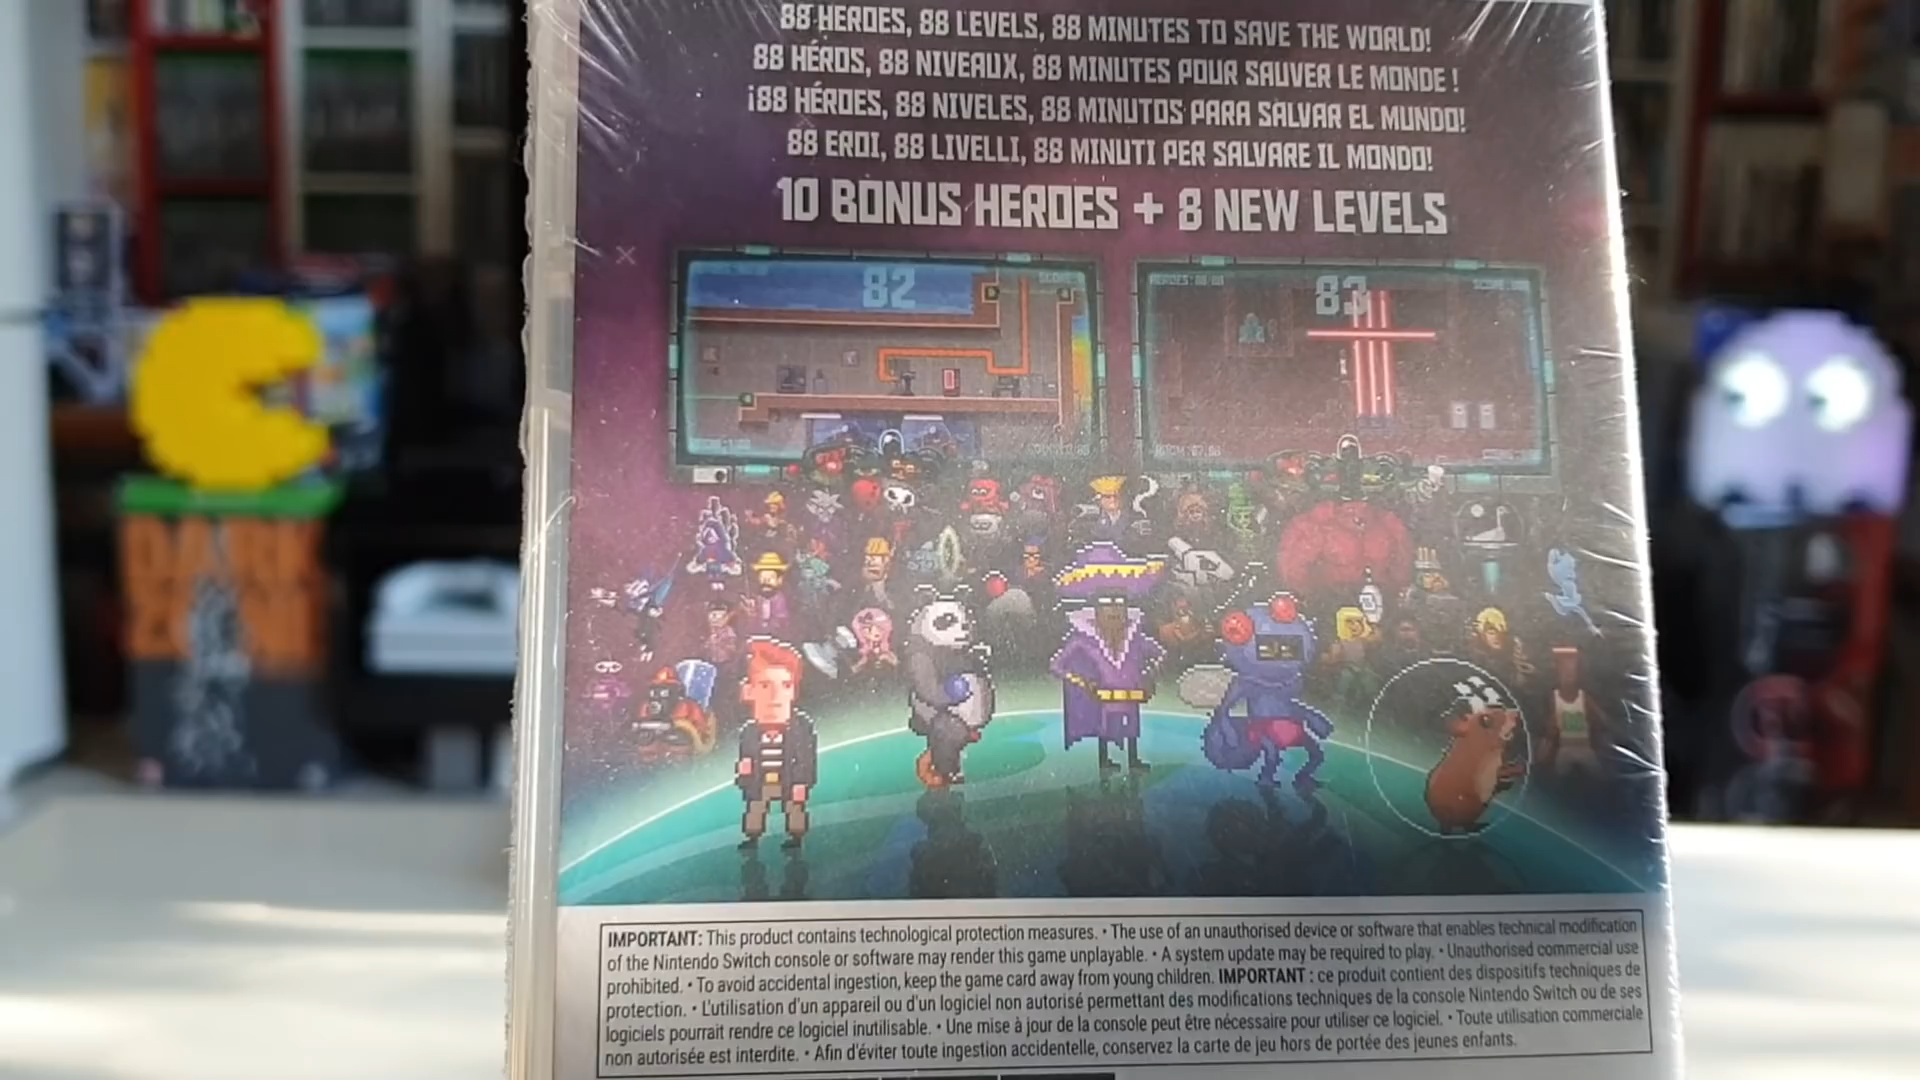 88 HEROES, 88 LEVELS, 88 MINUTES TO SAVE THE WORLD!
88 HÉROS, 88 NIVEAUX, 88 MINUTES POUR SAUVER LE MONDE !
¡88 HÉROES, 88 NIVELES, 88 MINUTOS PARA SALVAR EL MUNDO!
88 EROI, 88 LIVELLI, 88 MINUTI PER SALVARE IL MONDO!
10 BONUS HEROES + 8 NEW LEVELS
82
83
DARK
ZONE
IMPORTANT: This product contains technological protection measures. • The use of an unauthorised device or software that enables technical modification
of the Nintendo Switch console or software may render this game unplayable. • A system update may be required to play. • Unauthorised commercial use
prohibited. • To avoid accidental ingestion, keep the game card away from young children. IMPORTANT : ce produit contient des dispositifs techniques de
protection. • L'utilisation d'un appareil ou d'un logiciel non autorisé permettant des modifications techniques de la console Nintendo Switch ou de ses
logiciels pourrait rendre ce logiciel inutilisable. • Une mise à jour de la console peut être nécessaire pour utiliser ce logiciel. • Toute utilisation commerciale
non autorisée est interdite. • Afin d'éviter toute ingestion accidentelle, conservez la carte de jeu hors de portée des jeunes enfants.